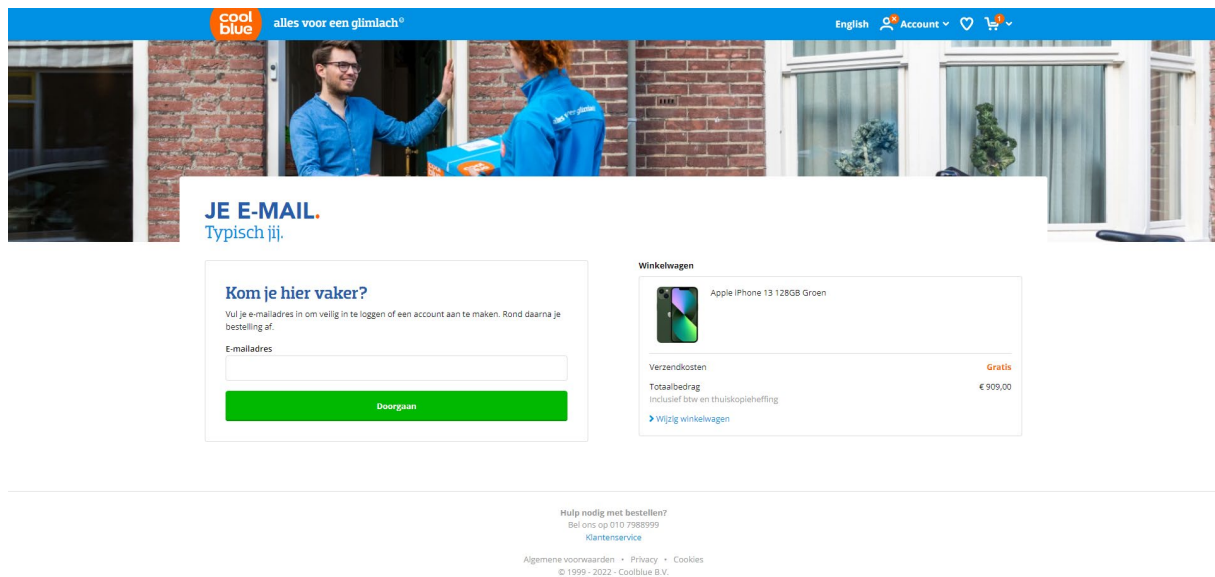 cool
blue
alles voor een glimlach®
English
Account
1
JE E-MAIL.
Typisch jij.
Kom je hier vaker?
Vul je e-mailadres in om veilig in te loggen of een account aan te maken. Rond daarna je
bestelling af.
E-mailadres
Doorgaan
Winkelwagen
Apple iPhone 13 128GB Groen
Verzendkosten Gratis
Totaalbedrag € 909,00
Inclusief btw en thuiskopieheffing
Wijzig winkelwagen
Hulp nodig met bestellen?
Bel ons op 010 7988999
Klantenservice
Algemene voorwaarden • Privacy • Cookies
© 1999 - 2022 - Coolblue B.V.